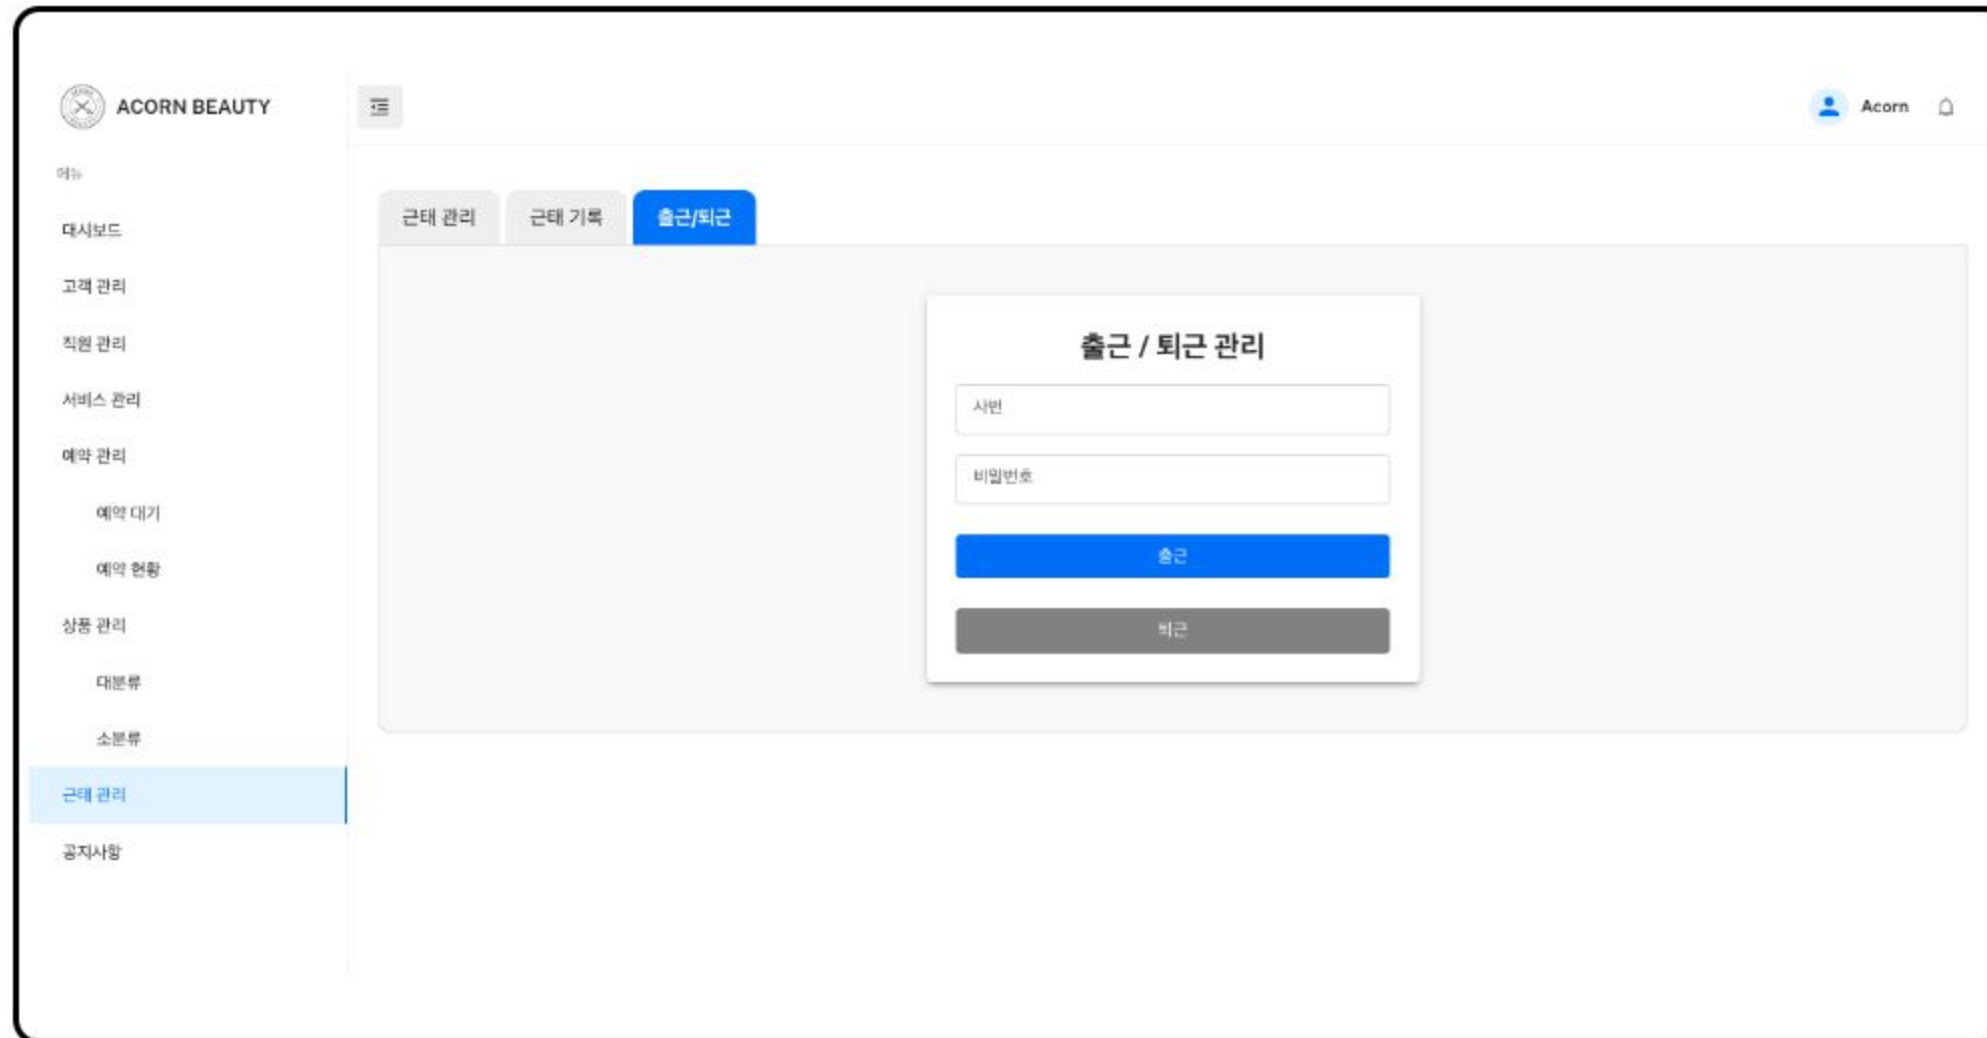 ACORN BEAUTY
Acorn
메뉴
대시보드
고객 관리
직원 관리
서비스 관리
예약 관리
예약 대기
예약 현황
상품 관리
대분류
소분류
근태 관리
공지사항
근태 관리
근태 기록
출근/퇴근
출근 / 퇴근 관리
사번
비밀번호
출근
퇴근